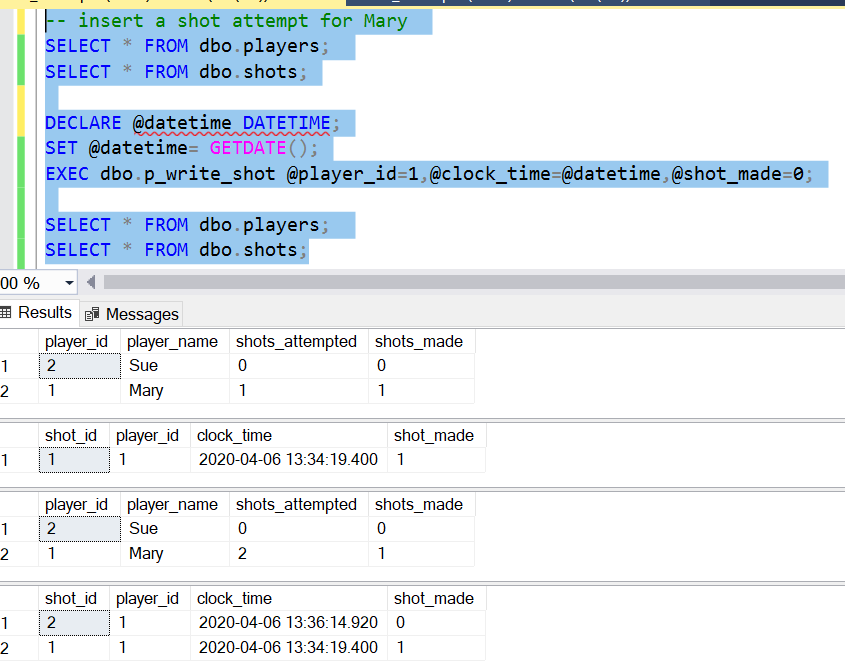 -- insert a shot attempt for Mary
SELECT * FROM dbo.players;
SELECT * FROM dbo.shots;
DECLARE @datetime DATETIME;
SET @datetime= GETDATE();
EXEC dbo.p_write_shot @player_id=1,@clock_time=@datetime,@shot_made=0;
SELECT * FROM dbo.players;
SELECT * FROM dbo.shots;
00 %
Results Messages
player_id player_name shots_attempted shots_made
1 2 Sue 0 0
2 1 Mary 1 1
shot_id player_id clock_time shot_made
1 1 1 2020-04-06 13:34:19.400 1
player_id player_name shots_attempted shots_made
1 2 Sue 0 0
2 1 Mary 2 1
shot_id player_id clock_time shot_made
1 2 1 2020-04-06 13:36:14.920 0
2 1 1 2020-04-06 13:34:19.400 1